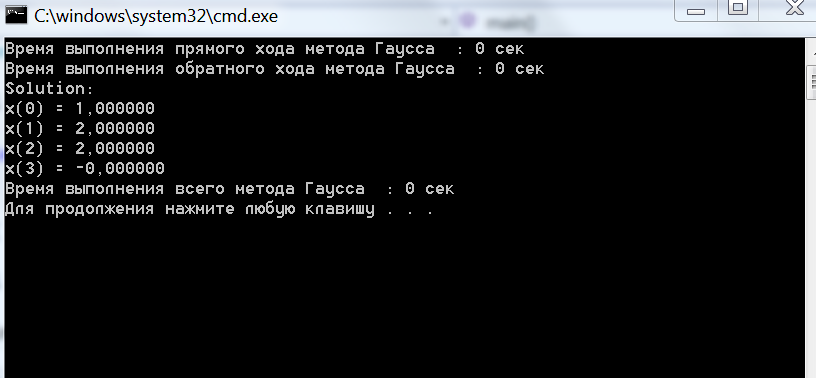 main()
C:\windows\system32\cmd.exe
Время выполнения прямого хода метода Гаусса  : 0 сек
Время выполнения обратного хода метода Гаусса  : 0 сек
Solution:
x(0) = 1,000000
x(1) = 2,000000
x(2) = 2,000000
x(3) = -0,000000
Время выполнения всего метода Гаусса  : 0 сек
Для продолжения нажмите любую клавишу . . .